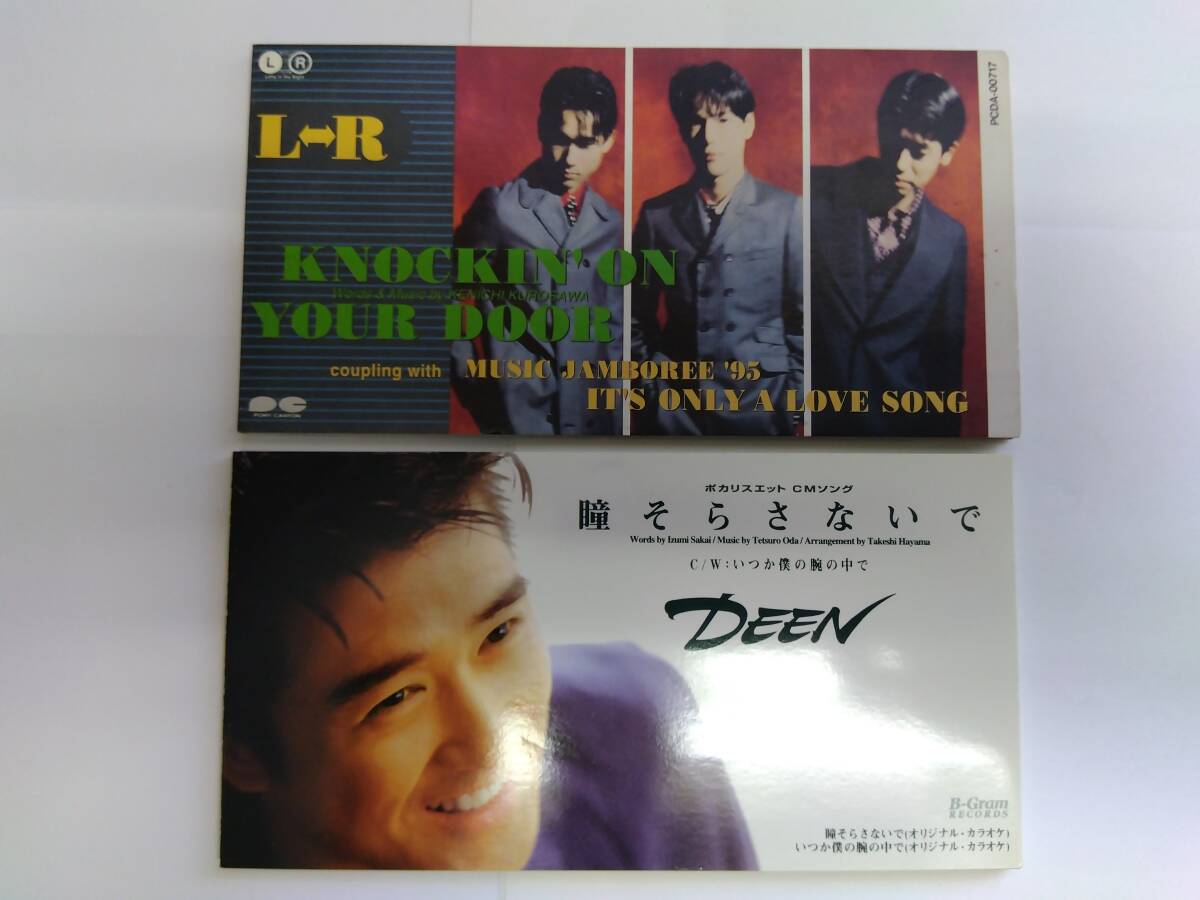 L R
L↔R
PCDA-00717
KNOCKIN' ON
Words & Music by KENICHI KUROSAWA
YOUR DOOR
coupling with MUSIC JAMBOREE '95
IT'S ONLY A LOVE SONG
PONY CANYON
ポカリスエット CMソング
瞳そらさないで
Words by Izumi Sakai / Music by Tetsuro Oda / Arrangement by Takeshi Hayama
C/W:いつか僕の腕の中で
DEEN
B-Gram
RECORDS
瞳そらさないで(オリジナル・カラオケ)
いつか僕の腕の中で(オリジナル・カラオケ)